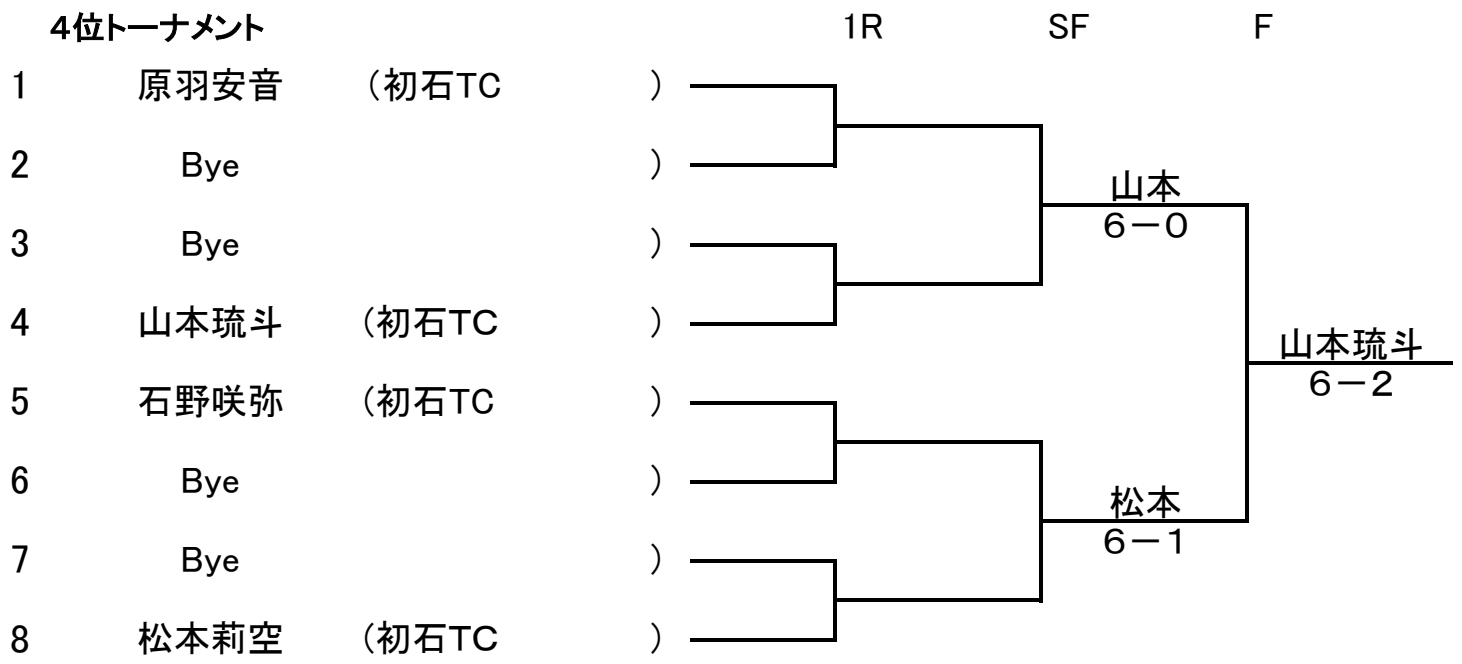 ４位トーナメント 1R SF F
1 原羽安音 (初石TC )
2 Bye )
山本
6－0
3 Bye )
4 山本琉斗 (初石TC )
山本琉斗
6－2
5 石野咲弥 (初石TC )
6 Bye )
松本
6－1
7 Bye )
8 松本莉空 (初石TC )